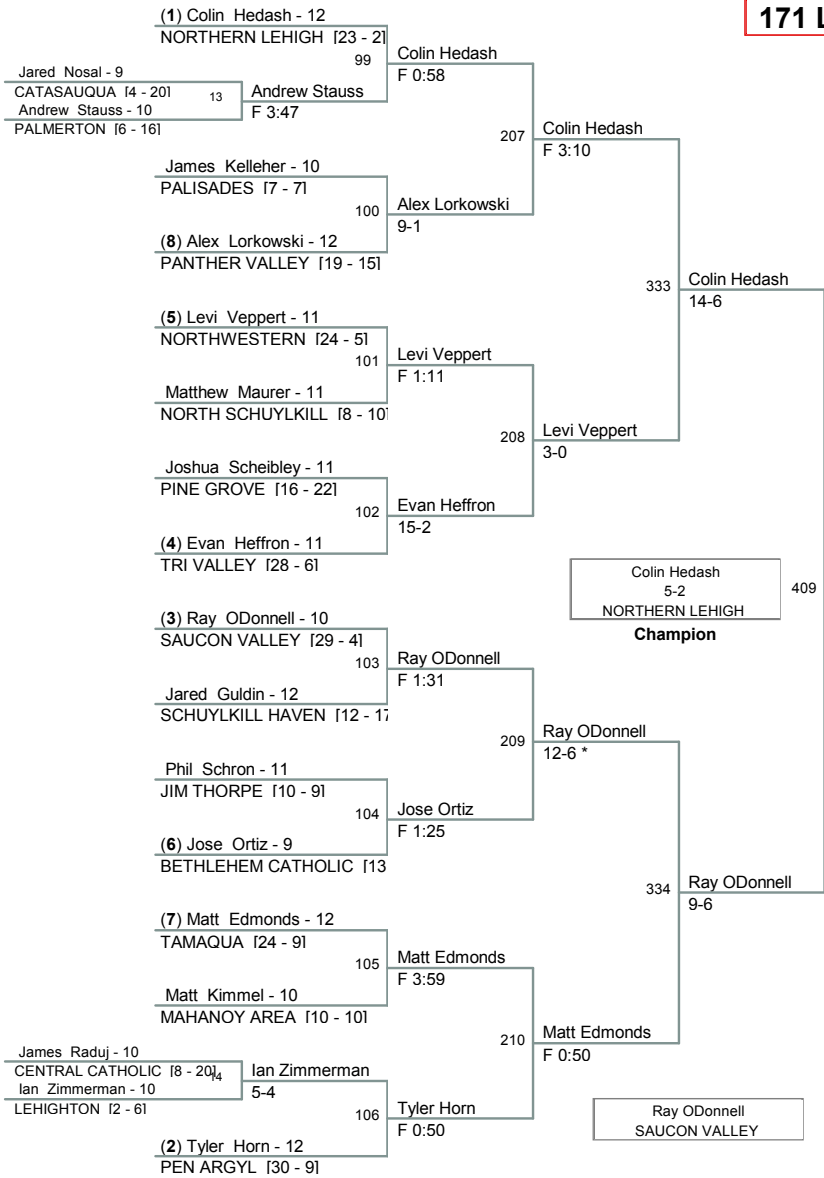 171 L
(1) Colin Hedash - 12
NORTHERN LEHIGH [23 - 2]
99
Colin Hedash
F 0:58
Jared Nosal - 9
CATASAUQUA [4 - 20]
13
Andrew Stauss
F 3:47
Andrew Stauss - 10
PALMERTON [6 - 16]
207
Colin Hedash
F 3:10
James Kelleher - 10
PALISADES [7 - 7]
100
Alex Lorkowski
9-1
(8) Alex Lorkowski - 12
PANTHER VALLEY [19 - 15]
333
Colin Hedash
14-6
(5) Levi Veppert - 11
NORTHWESTERN [24 - 5]
101
Levi Veppert
F 1:11
Matthew Maurer - 11
NORTH SCHUYLKILL [8 - 10]
208
Levi Veppert
3-0
Joshua Scheibley - 11
PINE GROVE [16 - 22]
102
Evan Heffron
15-2
(4) Evan Heffron - 11
TRI VALLEY [28 - 6]
Colin Hedash
5-2
NORTHERN LEHIGH
409
Champion
(3) Ray ODonnell - 10
SAUCON VALLEY [29 - 4]
103
Ray ODonnell
F 1:31
Jared Guldin - 12
SCHUYLKILL HAVEN [12 - 17
209
Ray ODonnell
12-6 *
Phil Schron - 11
JIM THORPE [10 - 9]
104
Jose Ortiz
F 1:25
(6) Jose Ortiz - 9
BETHLEHEM CATHOLIC [13
334
Ray ODonnell
9-6
(7) Matt Edmonds - 12
TAMAQUA [24 - 9]
105
Matt Edmonds
F 3:59
Matt Kimmel - 10
MAHANOY AREA [10 - 10]
210
Matt Edmonds
F 0:50
James Raduj - 10
CENTRAL CATHOLIC [8 - 20]
14
Ian Zimmerman
5-4
Ian Zimmerman - 10
LEHIGHTON [2 - 6]
106
Tyler Horn
F 0:50
(2) Tyler Horn - 12
PEN ARGYL [30 - 9]
Ray ODonnell
SAUCON VALLEY